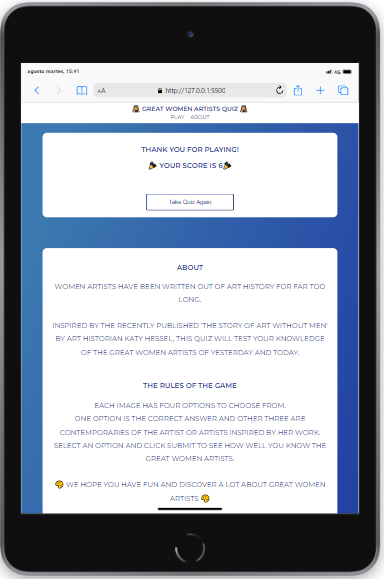 agosto martes, 15:41
4G
AA
http://127.0.0.1:5500
GREAT WOMEN ARTISTS QUIZ
PLAY ABOUT
THANK YOU FOR PLAYING!
YOUR SCORE IS 6
Take Quiz Again
ABOUT
WOMEN ARTISTS HAVE BEEN WRITTEN OUT OF ART HISTORY FOR FAR TOO
LONG.
INSPIRED BY THE RECENTLY PUBLISHED 'THE STORY OF ART WITHOUT MEN'
BY ART HISTORIAN KATY HESSEL, THIS QUIZ WILL TEST YOUR KNOWLEDGE
OF THE GREAT WOMEN ARTISTS OF YESTERDAY AND TODAY.
THE RULES OF THE GAME
EACH IMAGE HAS FOUR OPTIONS TO CHOOSE FROM.
ONE OPTION IS THE CORRECT ANSWER AND OTHER THREE ARE
CONTEMPORARIES OF THE ARTIST OR ARTISTS INSPIRED BY HER WORK.
SELECT AN OPTION AND CLICK SUBMIT TO SEE HOW WELL YOU KNOW THE
GREAT WOMEN ARTISTS.
WE HOPE YOU HAVE FUN AND DISCOVER A LOT ABOUT GREAT WOMEN
ARTISTS